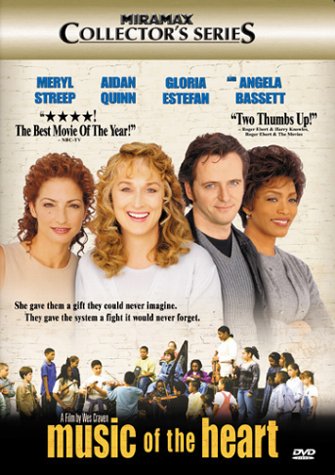 MIRAMAX
COLLECTOR'S SERIES
MERYL STREEP
AIDAN QUINN
GLORIA ESTEFAN
AND ANGELA BASSETT
"★★★★!
The Best Movie Of The Year!"
– NBC-TV
"Two Thumbs Up!"
– Roger Ebert & Harry Knowles,
Roger Ebert & The Movies
She gave them a gift they could never imagine.
They gave the system a fight it would never forget.
A Film by Wes Craven
music of the heart
DVD